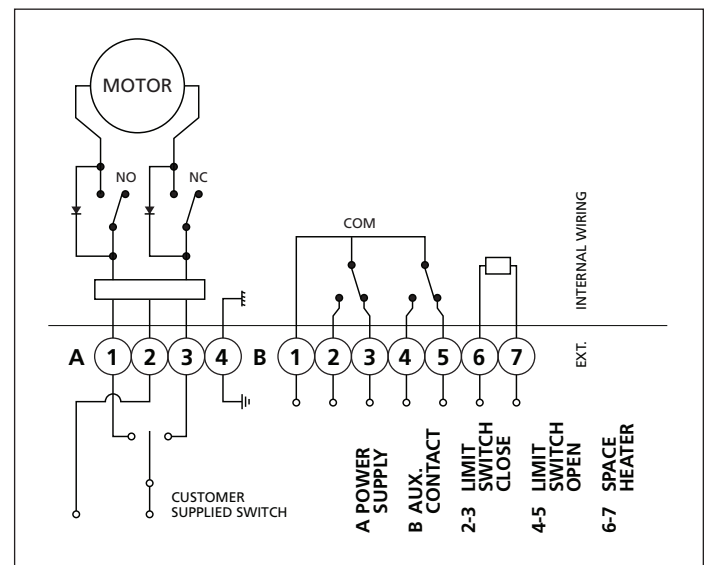 MOTOR
NO
NC
COM
INTERNAL WIRING
EXT.
A 1 2 3 4 B 1 2 3 4 5 6 7
CUSTOMER
SUPPLIED SWITCH
A POWER
SUPPLY
B AUX.
CONTACT
2-3 LIMIT
SWITCH
CLOSE
4-5 LIMIT
SWITCH
OPEN
6-7 SPACE
HEATER